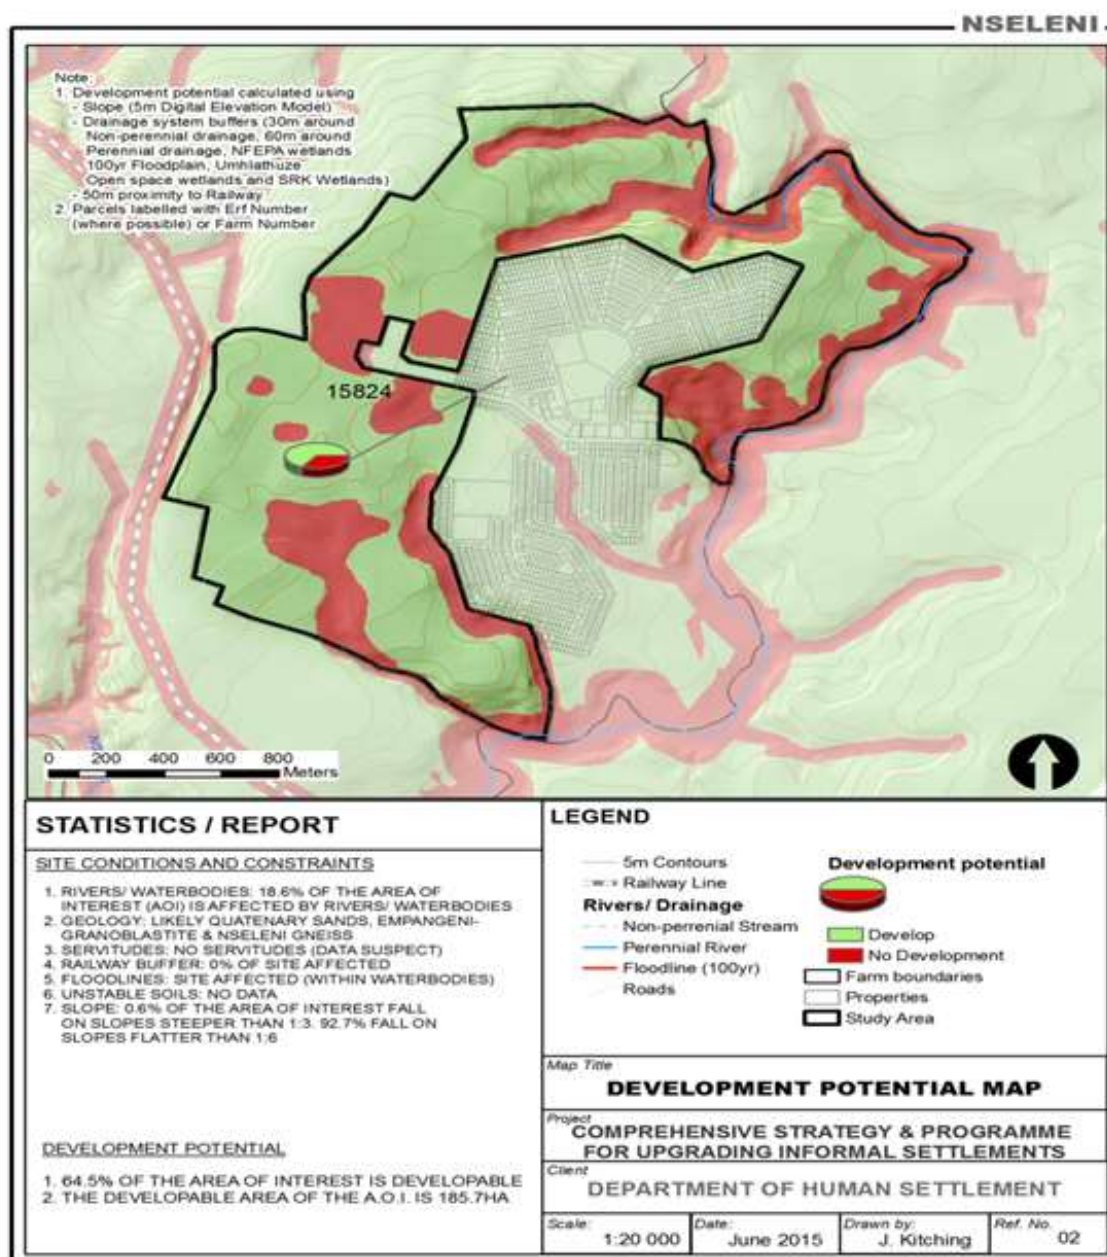 NSELENI
Note:
1. Development potential calculated using
- Slope (5m Digital Elevation Model)
- Drainage system buffers (30m around
Non-perennial drainage, 60m around
Perennial drainage, NFEPA wetlands
100yr Floodplain, Umhlathuze
Open space wetlands and SRK Wetlands)
- 50m proximity to Railway
2. Parcels labelled with Erf Number
(where possible) or Farm Number
15824
0 200 400 600 800
Meters
STATISTICS / REPORT
SITE CONDITIONS AND CONSTRAINTS
1. RIVERS/ WATERBODIES: 18.6% OF THE AREA OF
INTEREST (AOI) IS AFFECTED BY RIVERS/ WATERBODIES
2. GEOLOGY: LIKELY QUATENARY SANDS, EMPANGENI-
GRANOBLASTITE & NSELENI GNEISS
3. SERVITUDES: NO SERVITUDES (DATA SUSPECT)
4. RAILWAY BUFFER: 0% OF SITE AFFECTED
5. FLOODLINES: SITE AFFECTED (WITHIN WATERBODIES)
6. UNSTABLE SOILS: NO DATA
7. SLOPE: 0.6% OF THE AREA OF INTEREST FALL
ON SLOPES STEEPER THAN 1:3. 92.7% FALL ON
SLOPES FLATTER THAN 1:6
DEVELOPMENT POTENTIAL
1. 64.5% OF THE AREA OF INTEREST IS DEVELOPABLE
2. THE DEVELOPABLE AREA OF THE A.O.I. IS 185.7HA
LEGEND
5m Contours
Railway Line
Rivers/ Drainage
Non-perrenial Stream
Perennial River
Floodline (100yr)
Roads
Development potential
Develop
No Development
Farm boundaries
Properties
Study Area
Map Title
DEVELOPMENT POTENTIAL MAP
Project
COMPREHENSIVE STRATEGY & PROGRAMME
FOR UPGRADING INFORMAL SETTLEMENTS
Client
DEPARTMENT OF HUMAN SETTLEMENT
Scale:
1:20 000
Date:
June 2015
Drawn by:
J. Kitching
Ref. No.
02